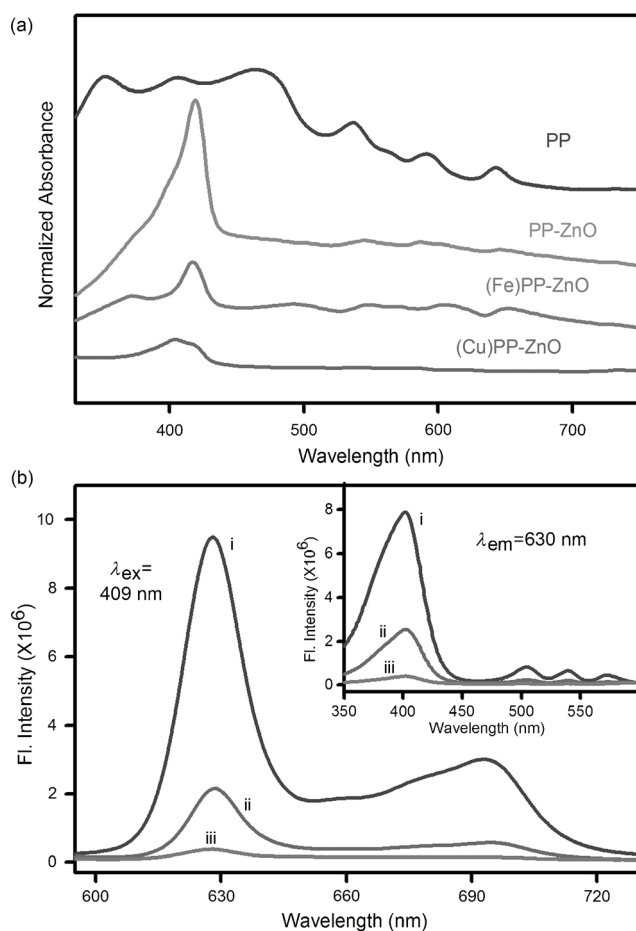 (a)
Normalized Absorbance
PP
PP-ZnO
(Fe)PP-ZnO
(Cu)PP-ZnO
400 500 600 700
Wavelength (nm)
(b)
Fl. Intensity (X10⁶)
10
8
6
4
2
0
λex=
409 nm
i
ii
iii
600 630 660 690 720
Wavelength (nm)
Fl. Intensity (X10⁶)
8
6
4
2
0
i
ii
iii
λem=630 nm
350 400 450 500 550
Wavelength (nm)